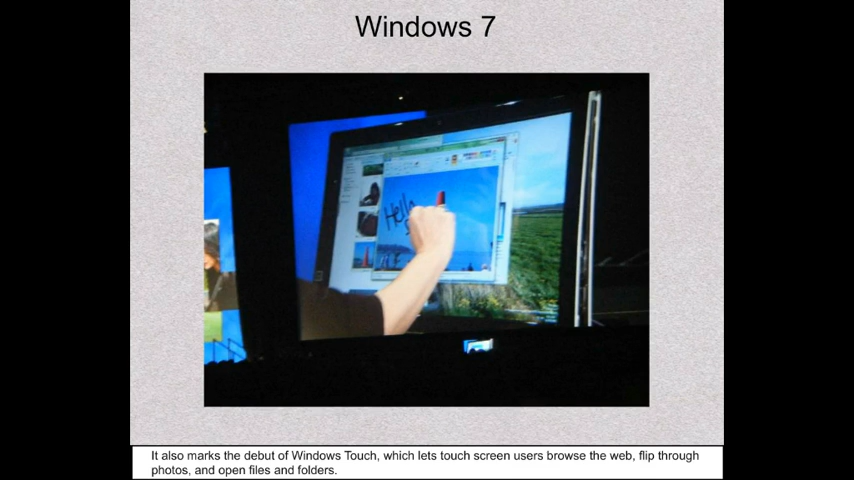 Windows 7
Hello
It also marks the debut of Windows Touch, which lets touch screen users browse the web, flip through
photos, and open files and folders.